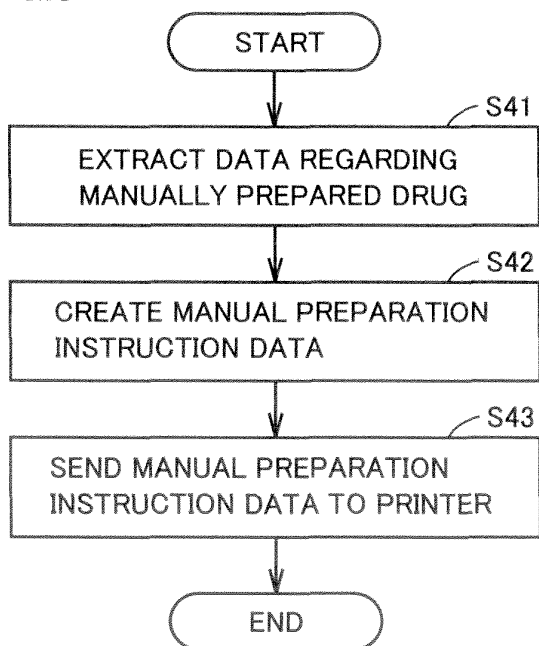 START
S41
EXTRACT DATA REGARDING
MANUALLY PREPARED DRUG
S42
CREATE MANUAL PREPARATION
INSTRUCTION DATA
S43
SEND MANUAL PREPARATION
INSTRUCTION DATA TO PRINTER
END